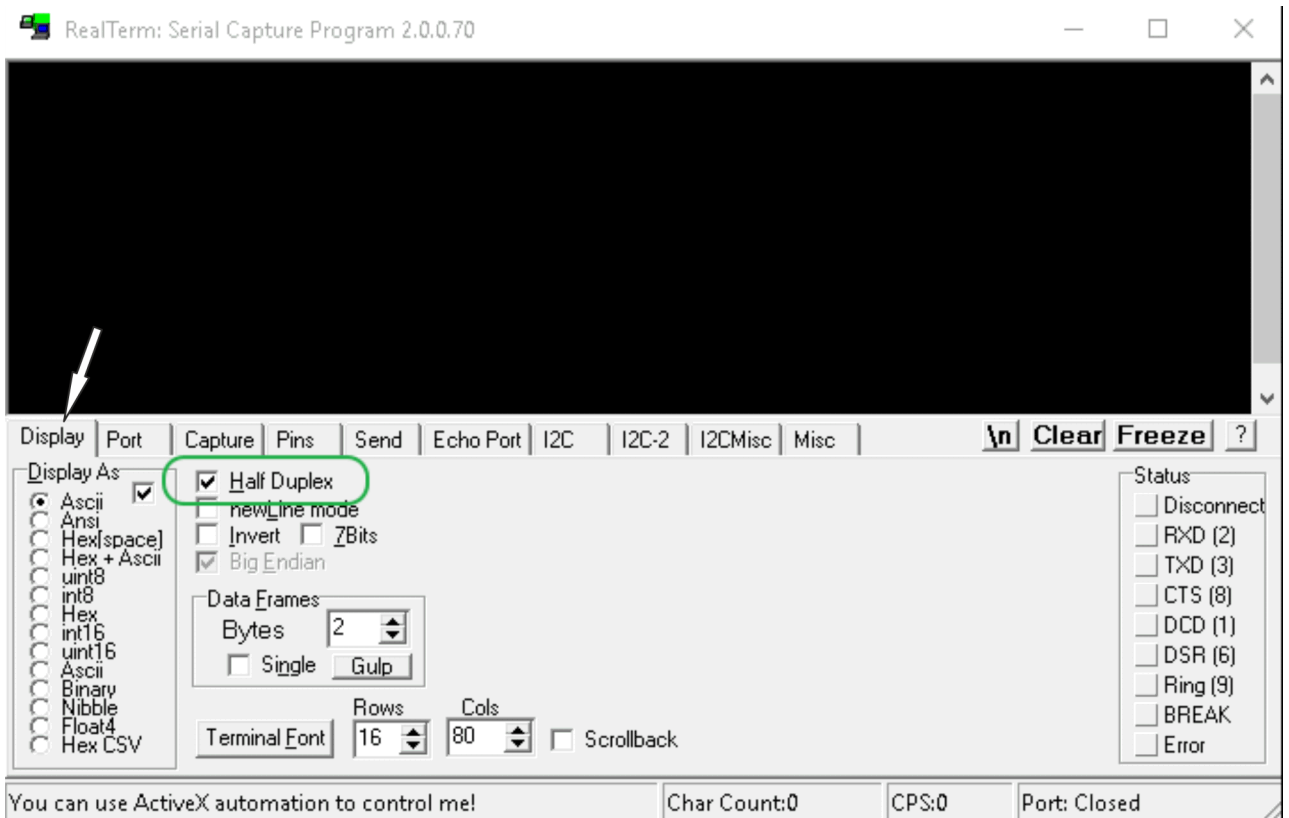 RealTerm: Serial Capture Program 2.0.0.70
Display Port Capture Pins Send Echo Port I2C I2C-2 I2CMisc Misc \n Clear Freeze ?
Display As
Ascii
Ansi
Hex[space]
Hex + Ascii
uint8
int8
Hex
int16
uint16
Ascii
Binary
Nibble
Float4
Hex CSV
Half Duplex
newLine mode
Invert 7Bits
Big Endian
Data Frames
Bytes 2
Single Gulp
Rows Cols
Terminal Font 16 80 Scrollback
Status
Disconnect
RXD (2)
TXD (3)
CTS (8)
DCD (1)
DSR (6)
Ring (9)
BREAK
Error
You can use ActiveX automation to control me! Char Count:0 CPS:0 Port: Closed